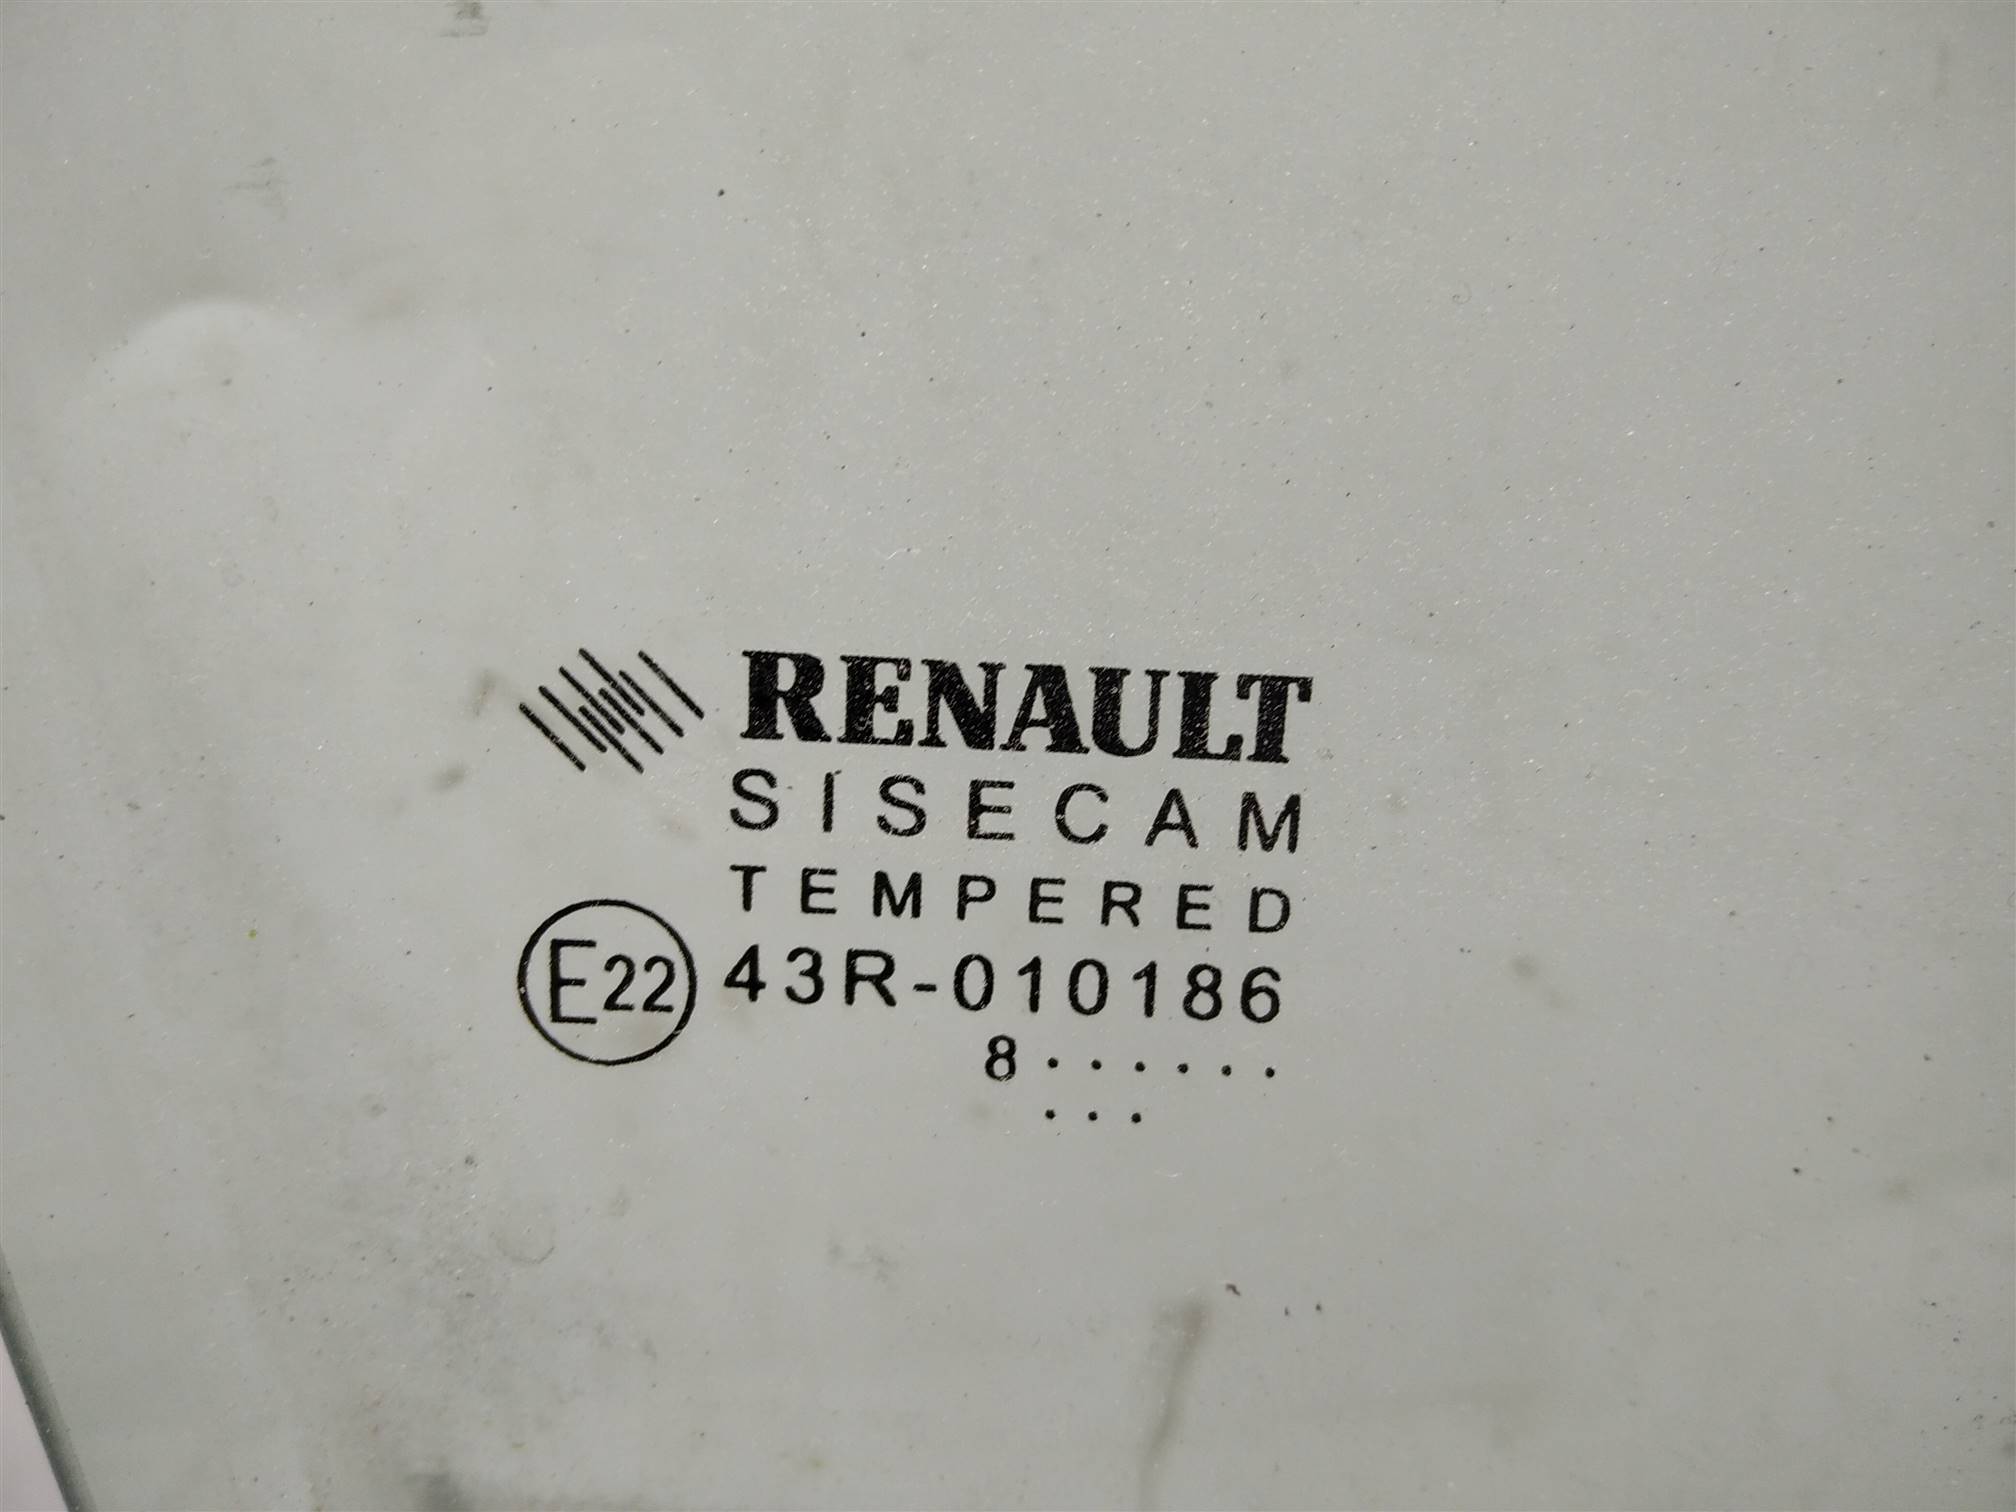 RENAULT
SISECAM
TEMPERED
E22 43R-010186
8 . . . . . .
. . .